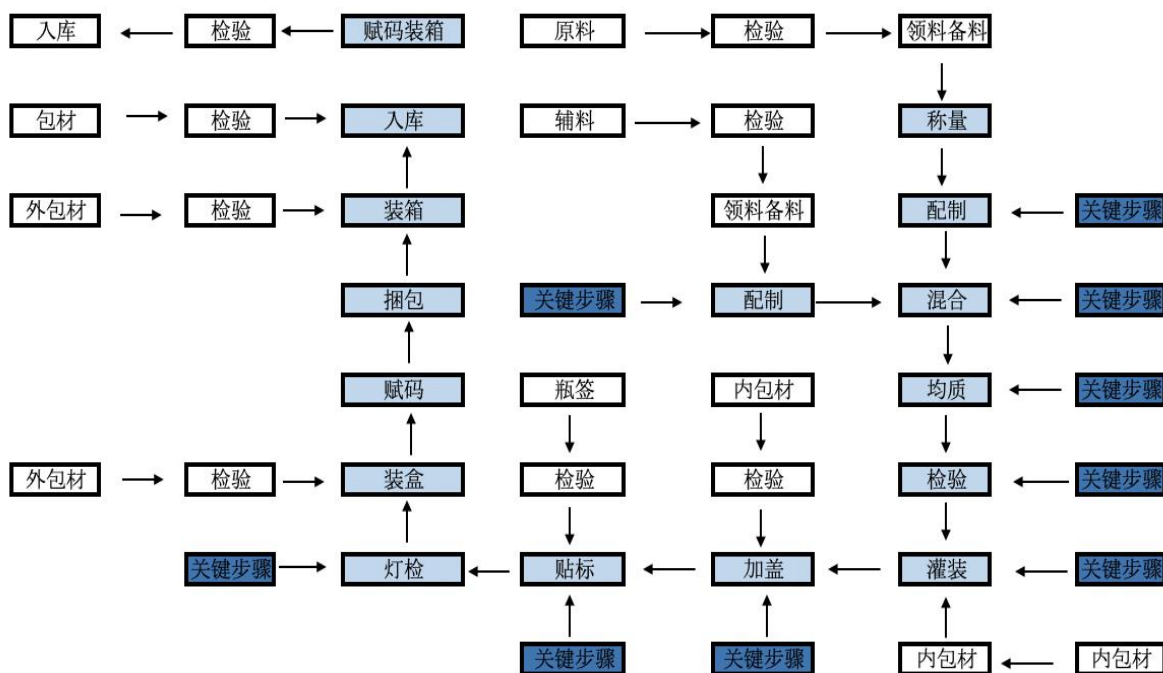 入库
检验
赋码装箱
原料
检验
领料备料
包材
检验
入库
辅料
检验
称量
外包材
检验
装箱
领料备料
配制
关键步骤
捆包
关键步骤
配制
混合
关键步骤
赋码
瓶签
内包材
均质
关键步骤
外包材
检验
装盒
检验
检验
检验
关键步骤
关键步骤
灯检
贴标
加盖
灌装
关键步骤
关键步骤
关键步骤
内包材
内包材